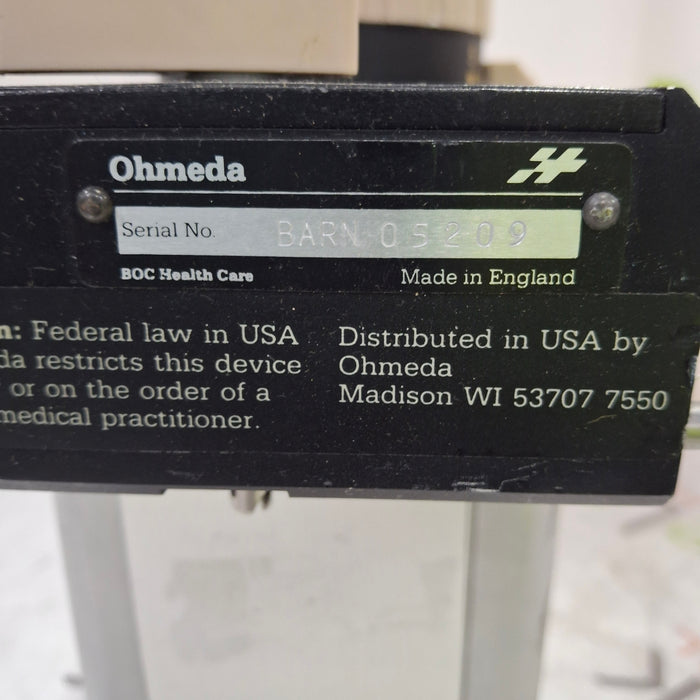 Ohmeda
Serial No. BARN 05209
BOC Health Care Made in England
n: Federal law in USA
da restricts this device
or on the order of a
medical practitioner.
Distributed in USA by
Ohmeda
Madison WI 53707 7550